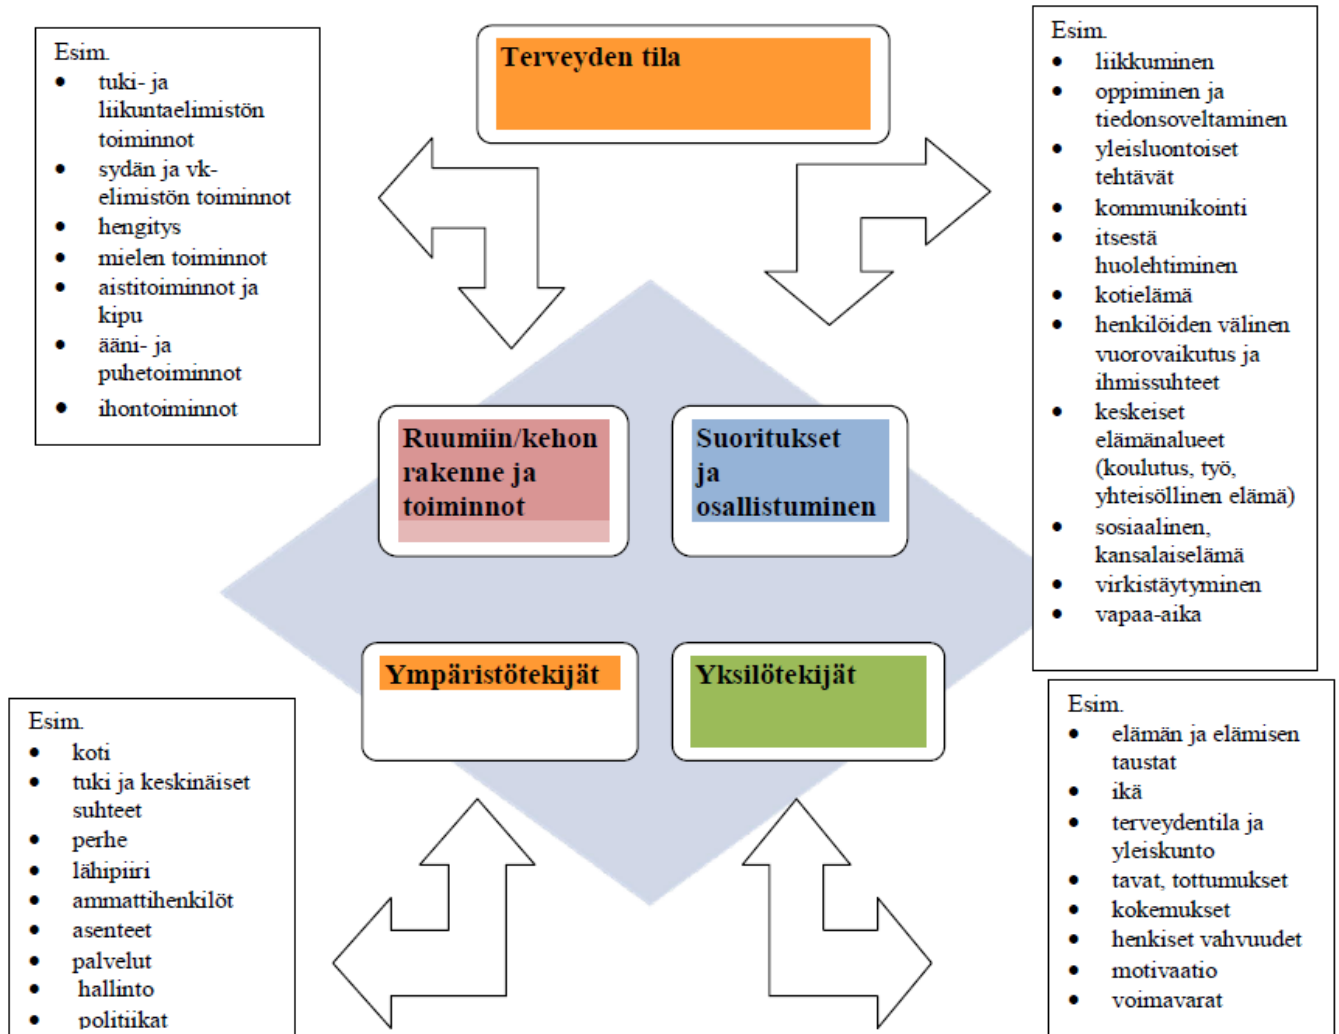 Terveyden tila
Esim.
tuki- ja
liikuntaelimistön
toiminnot
sydän ja vk-
elimistön toiminnot
hengitys
mielen toiminnot
aistitoiminnot ja
kipu
ääni- ja
puhetoiminnot
ihontoiminnot
Esim.
liikkuminen
oppiminen ja
tiedonsoveltaminen
yleisluontoiset
tehtävät
kommunikointi
itsestä
huolehtiminen
kotielämä
henkilöiden välinen
vuorovaikutus ja
ihmissuhteet
keskeiset
elämänalueet
(koulutus, työ,
yhteisöllinen elämä)
sosiaalinen,
kansalaiselämä
virkistäytyminen
vapaa-aika
Ruumiin/kehon
rakenne ja
toiminnot
Suoritukset
ja
osallistuminen
Ympäristötekijät
Yksilötekijät
Esim.
koti
tuki ja keskinäiset
suhteet
perhe
lähipiiri
ammattihenkilöt
asenteet
palvelut
hallinto
politiikat
Esim.
elämän ja elämisen
taustat
ikä
terveydentila ja
yleiskunto
tavat, tottumukset
kokemukset
henkiset vahvuudet
motivaatio
voimavarat